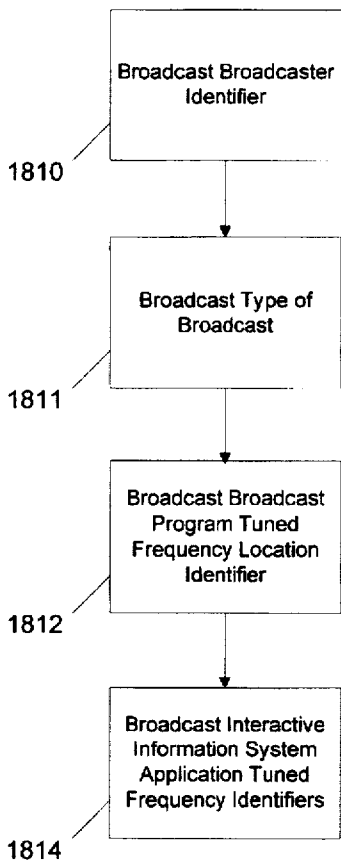 Broadcast Broadcaster
Identifier
1810
Broadcast Type of
Broadcast
1811
Broadcast Broadcast
Program Tuned
Frequency Location
Identifier
1812
Broadcast Interactive
Information System
Application Tuned
Frequency Identifiers
1814